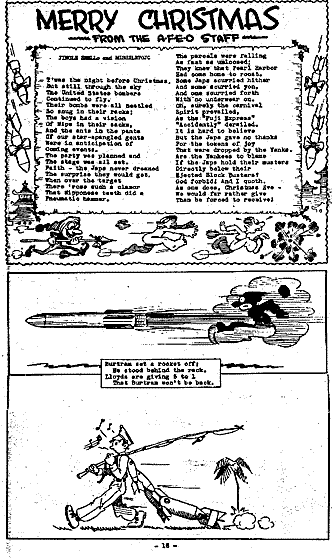 MERRY CHRISTMAS
FROM THE AFEO STAFF
JINGLE SHELLS and MISSLETOJO
T'was the night before Christmas,
But still through the sky
The United States bombers
Continued to fly.
Their bombs were all nestled
So snug in their racks;
The boys had a vision
Of Nips in their sacks,
And the ants in the pants
Of our star-spangled gents
Were in anticipation of
Coming events.
The party was planned and
The stage was all set.
Faith - the Japs never dreamed
The surprise they would get.
When over the target
There 'rose such a clamor
That Nipponese teeth did a
Pneumatic hammer.
The parcels were falling
As fast as unloosed;
They knew that Pearl Harbor
Had come home to roost.
Some Japs scurried hither
And some scurried yon,
And one scurried forth
With no underwear on.
Oh, surely the carnival
Spirit prevailed,
As the "Fuji Express"
"Accidently" derailed.
It is hard to believe
But the Japs gave no thanks
For the tokens of joy
That were dropped by the Yanks.
Are the Yankees to blame
If the Japs hold their musters
Directly below their
Ejected Block Busters?
God forbid! And I quoth,
As one does, Christmas Eve -
We would far rather give
Than be forced to receive!
Burtram set a rocket off;
He stood behind the rack,
Lloyds are giving 5 to 1
That Burtram won't be back.
- 18 -